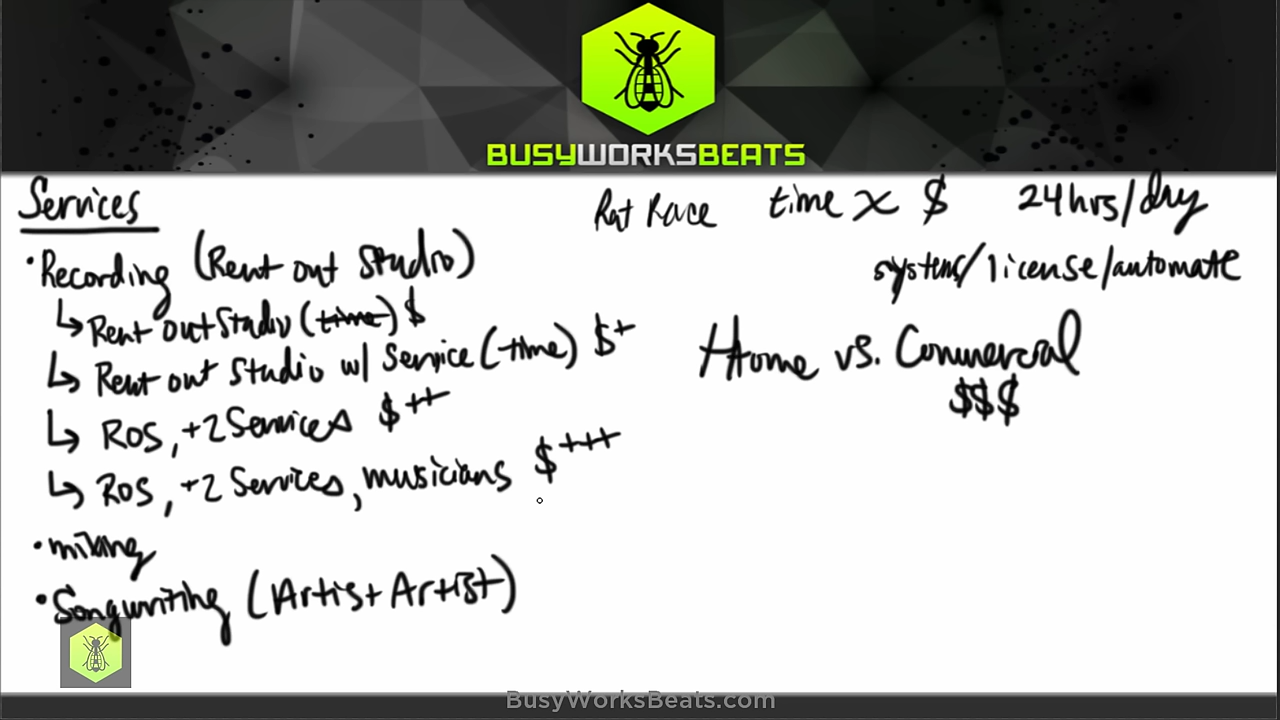 BUSYWORKSBEATS
Services
• Recording (Rent out Studio)
↳ Rent out Studio (time) $
↳ Rent out Studio w/ Service (time) $+
↳ ROS, +2 Services $++
↳ ROS, +2 Services, musicians $+++
• mixing
• Songwriting (Artist + Artist)
Rat Race time x $ 24hrs/day
systems/license/automate
Home vs. Commercial
$$$
BusyWorksBeats.com